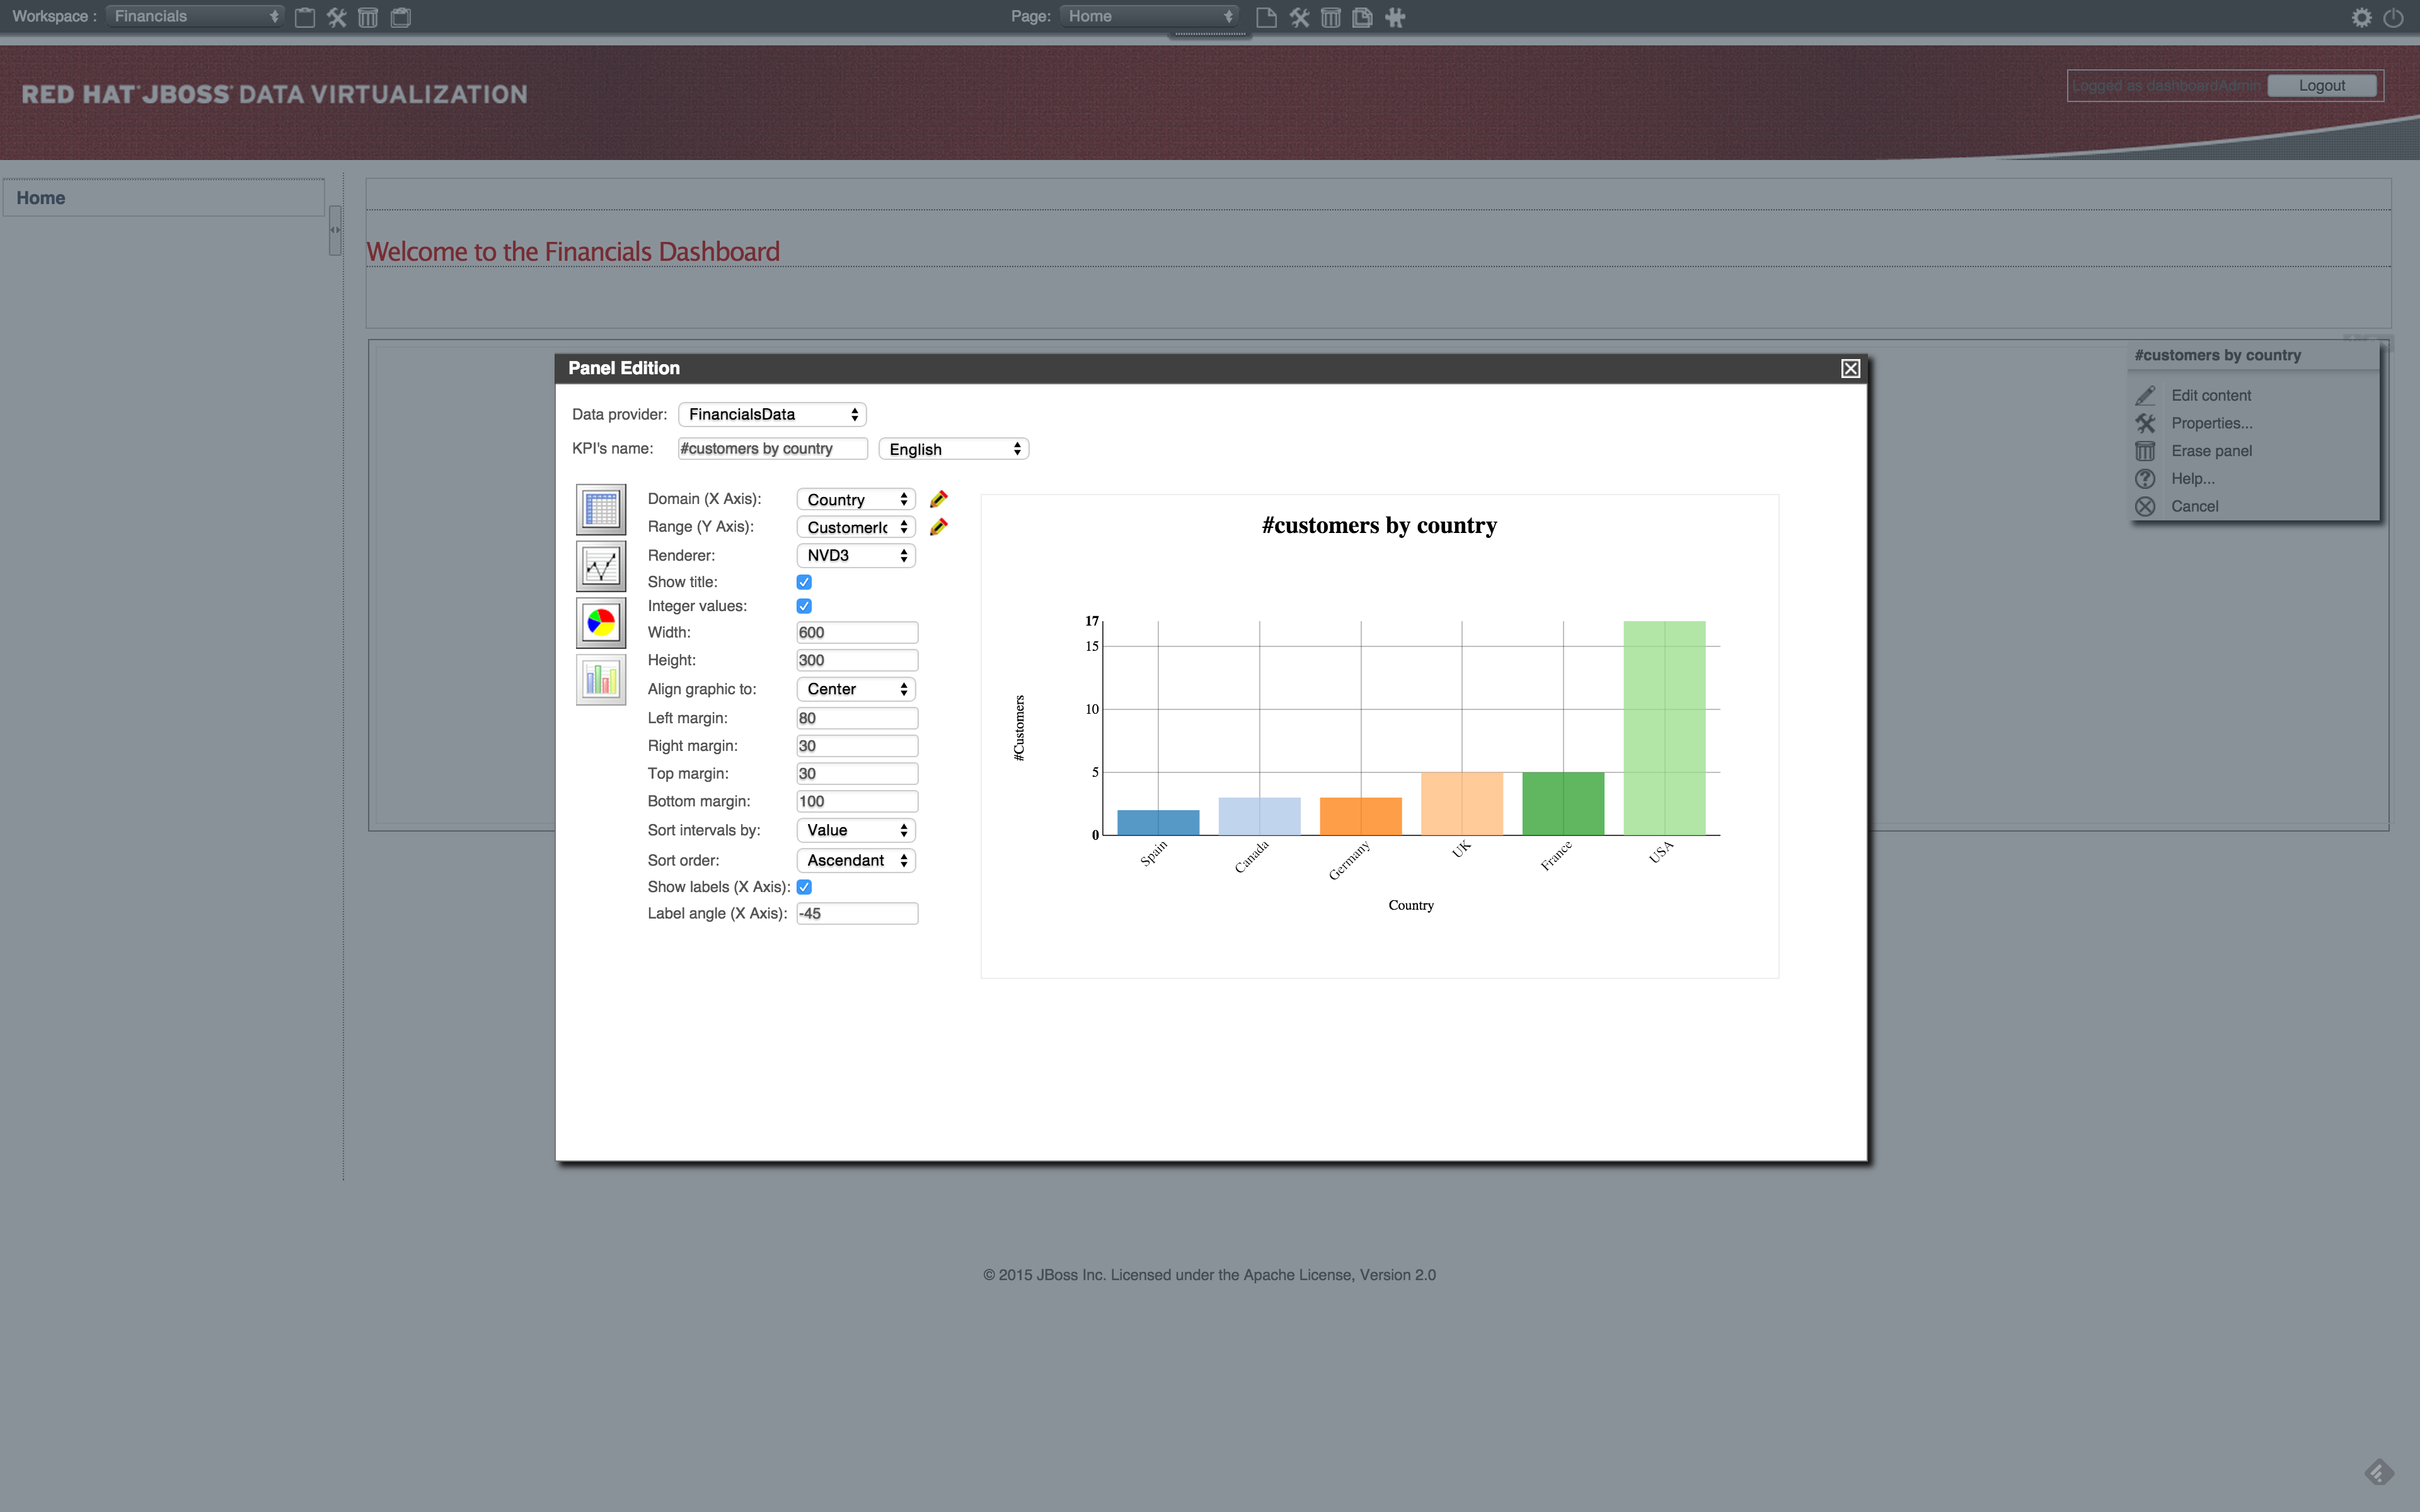 Workspace : Financials Page: Home
RED HAT® JBOSS® DATA VIRTUALIZATION
Logged as dashboardAdmin Logout
Home
Welcome to the Financials Dashboard
#customers by country
Edit content
Properties...
Erase panel
Help...
Cancel
Panel Edition
Data provider: FinancialsData
KPI's name: #customers by country English
Domain (X Axis): Country
Range (Y Axis): CustomerIc
Renderer: NVD3
Show title:
Integer values:
Width: 600
Height: 300
Align graphic to: Center
Left margin: 80
Right margin: 30
Top margin: 30
Bottom margin: 100
Sort intervals by: Value
Sort order: Ascendant
Show labels (X Axis):
Label angle (X Axis): -45
#customers by country
17
15
10
5
0
#Customers
Spain Canada Germany UK France USA
Country
© 2015 JBoss Inc. Licensed under the Apache License, Version 2.0